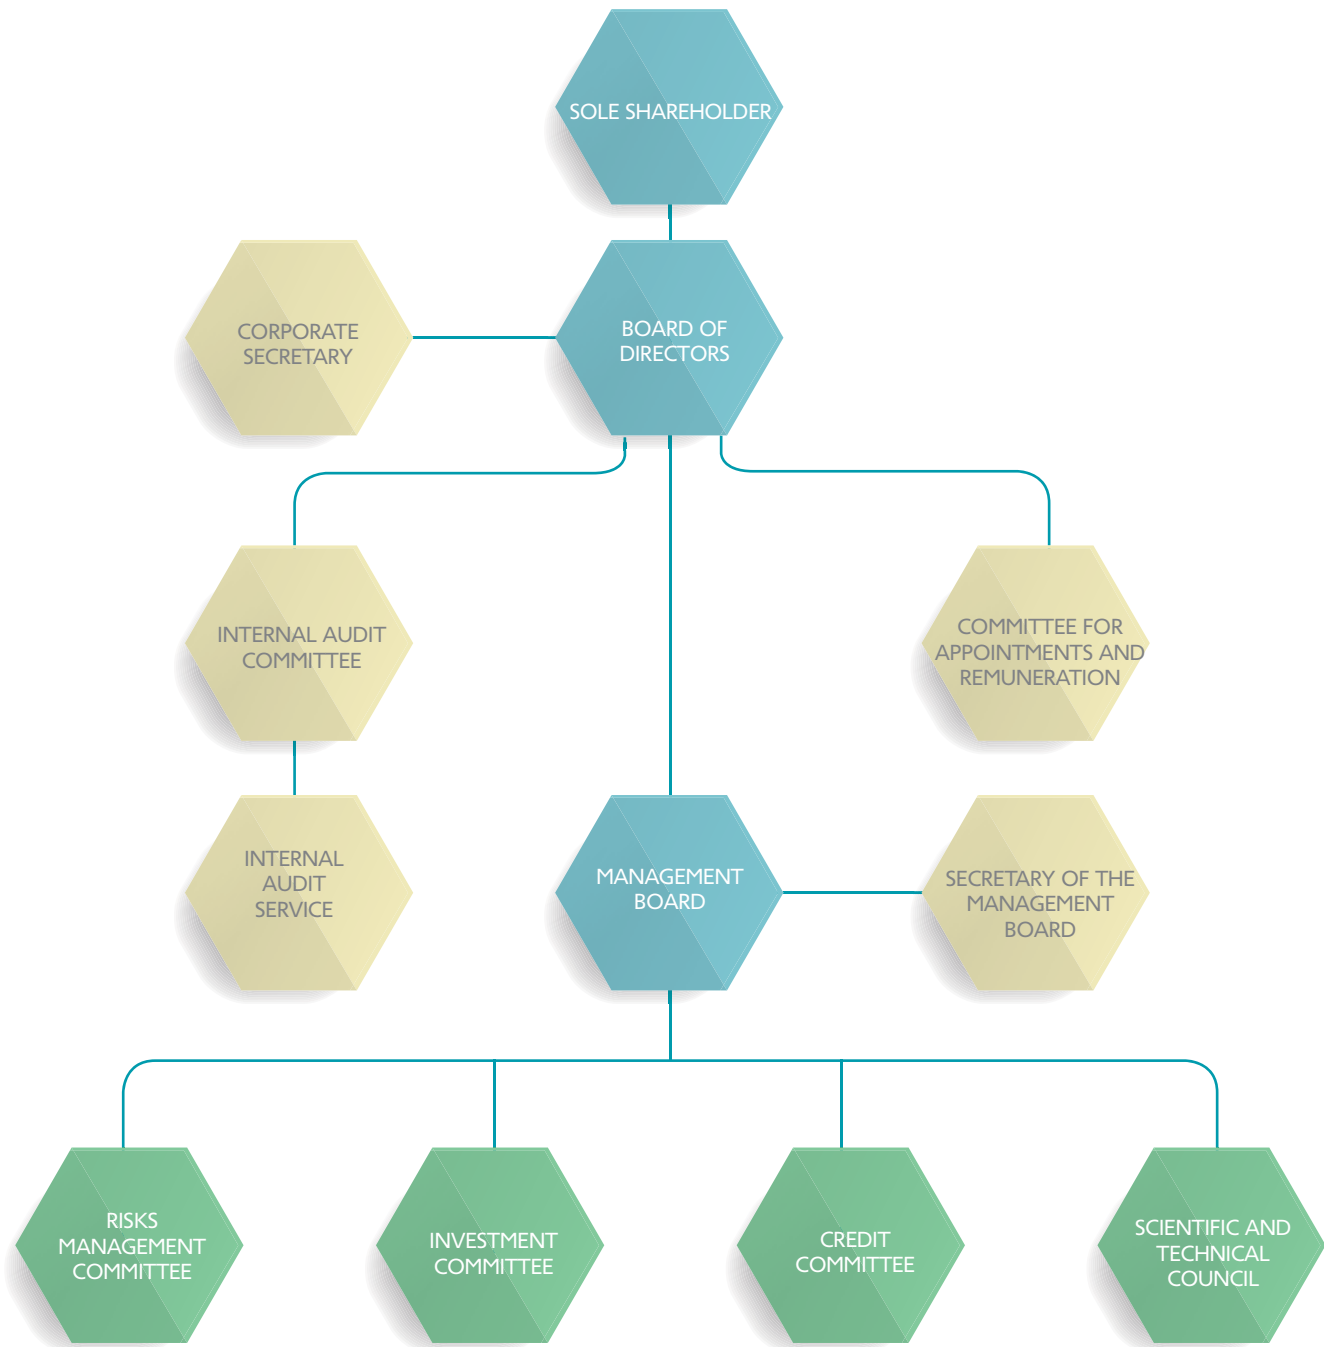 SOLE SHAREHOLDER
CORPORATE
SECRETARY
BOARD OF
DIRECTORS
INTERNAL AUDIT
COMMITTEE
COMMITTEE FOR
APPOINTMENTS AND
REMUNERATION
INTERNAL
AUDIT
SERVICE
MANAGEMENT
BOARD
SECRETARY OF THE
MANAGEMENT
BOARD
RISKS
MANAGEMENT
COMMITTEE
INVESTMENT
COMMITTEE
CREDIT
COMMITTEE
SCIENTIFIC AND
TECHNICAL
COUNCIL